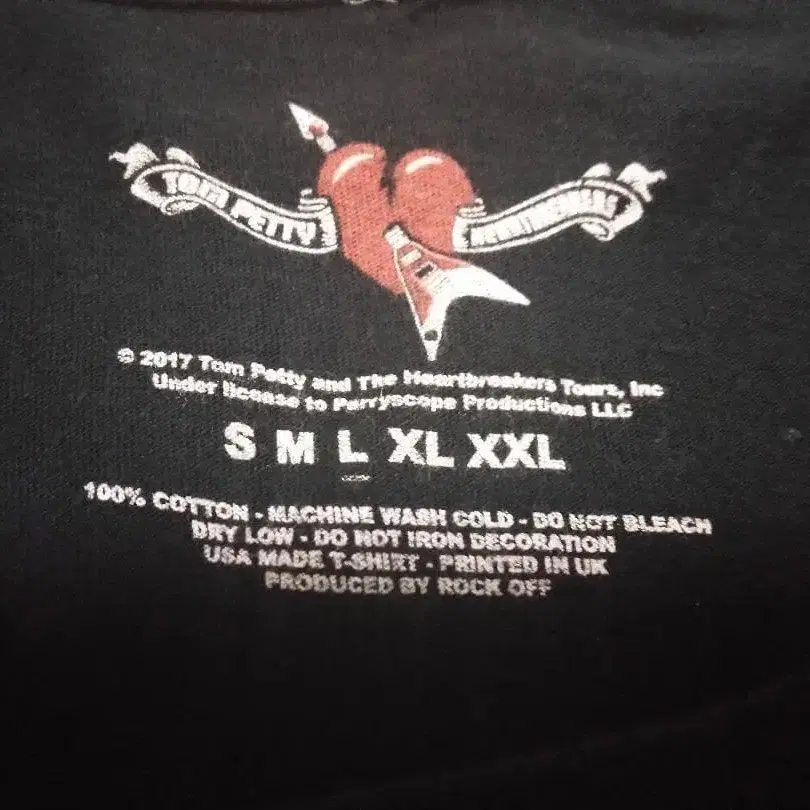 TOM PETTY
HEARTBREAKERS
© 2017 Tom Petty and The Heartbreakers Tours, Inc
Under license to Perryscope Productions LLC
S M L XL XXL
100% COTTON - MACHINE WASH COLD - DO NOT BLEACH
DRY LOW - DO NOT IRON DECORATION
USA MADE T-SHIRT - PRINTED IN UK
PRODUCED BY ROCK OFF